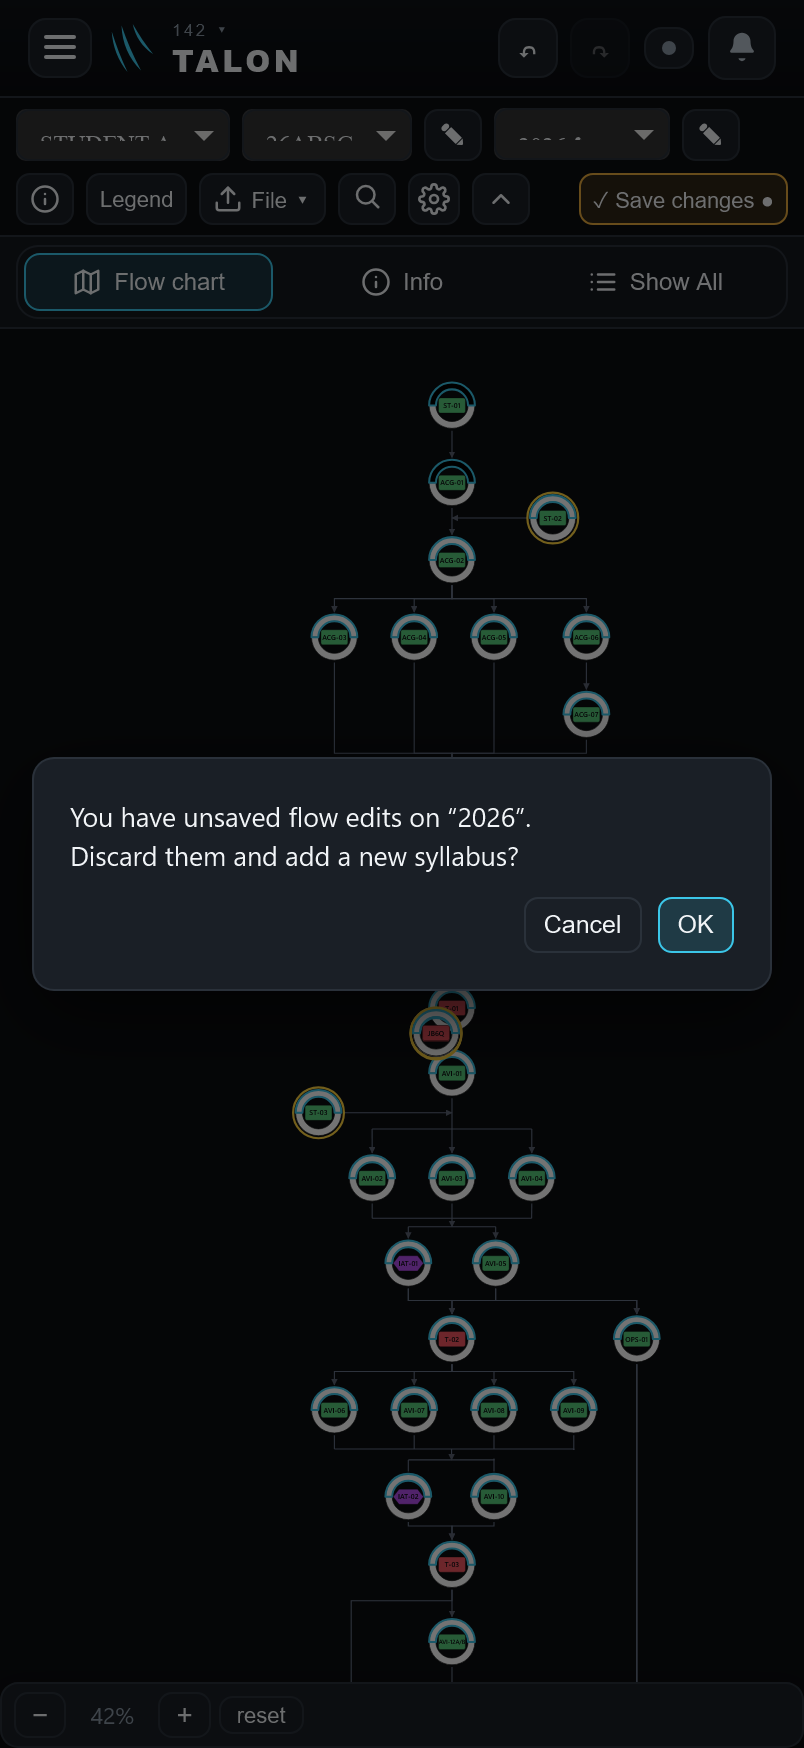 142 ▾
TALON
Legend
File ▾
✓ Save changes ●
Flow chart
Info
Show All
ST-01
ACG-01
ST-02
ACG-02
ACG-03
ACG-04
ACG-05
ACG-06
ACG-07
You have unsaved flow edits on “2026”.
Discard them and add a new syllabus?
Cancel
OK
AVI-01
ST-03
AVI-02
AVI-03
AVI-04
IAT-01
AVI-05
T-02
OPS-01
AVI-06
AVI-07
AVI-08
AVI-09
IAT-02
AVI-10
T-03
− 42% + reset